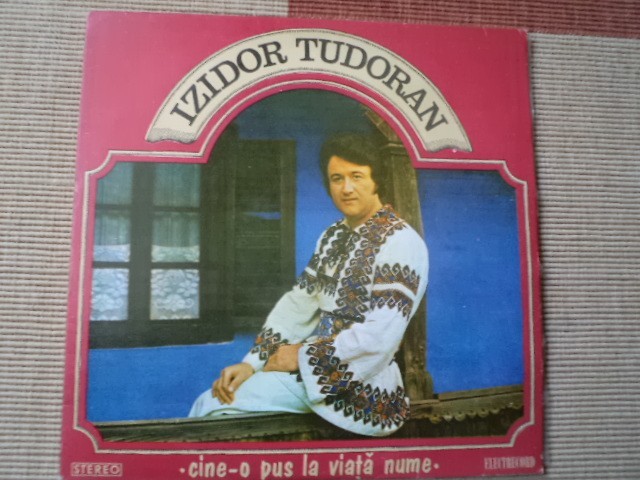 IZIDOR TUDORAN
STEREO
·cine-o pus la viață nume·
ELECTRECORD